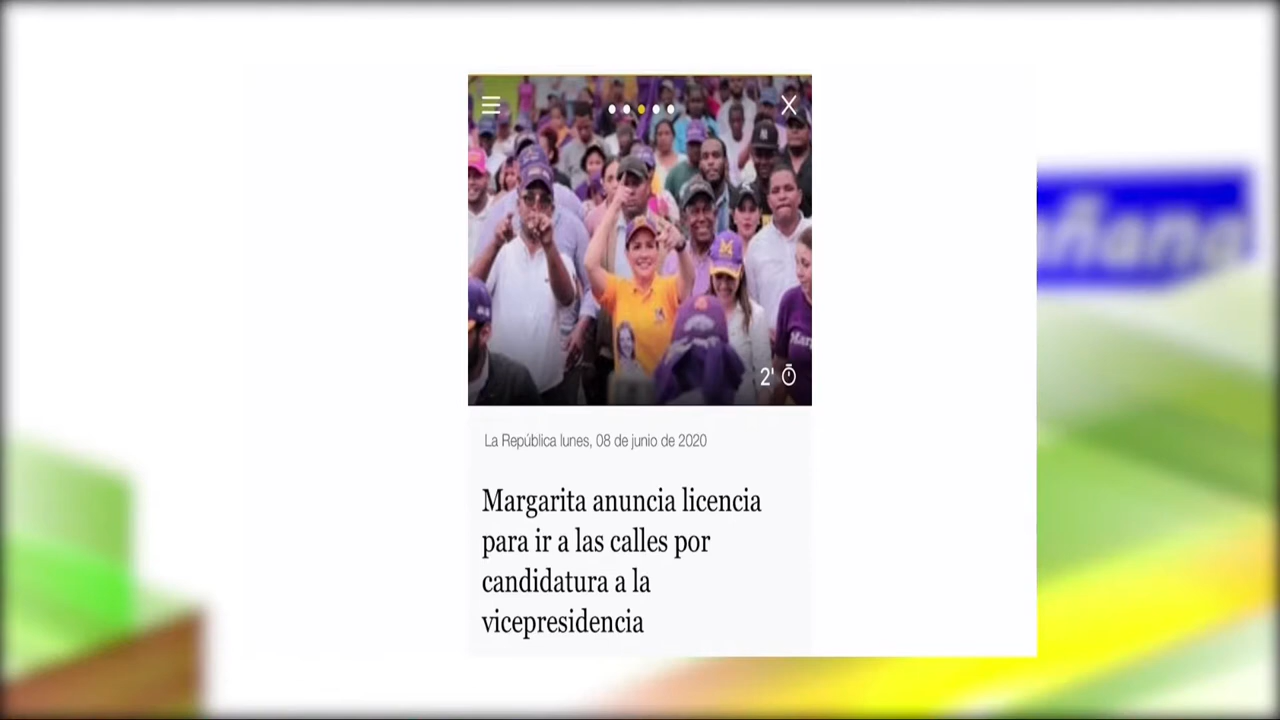 2'
La República lunes, 08 de junio de 2020
Margarita anuncia licencia
para ir a las calles por
candidatura a la
vicepresidencia